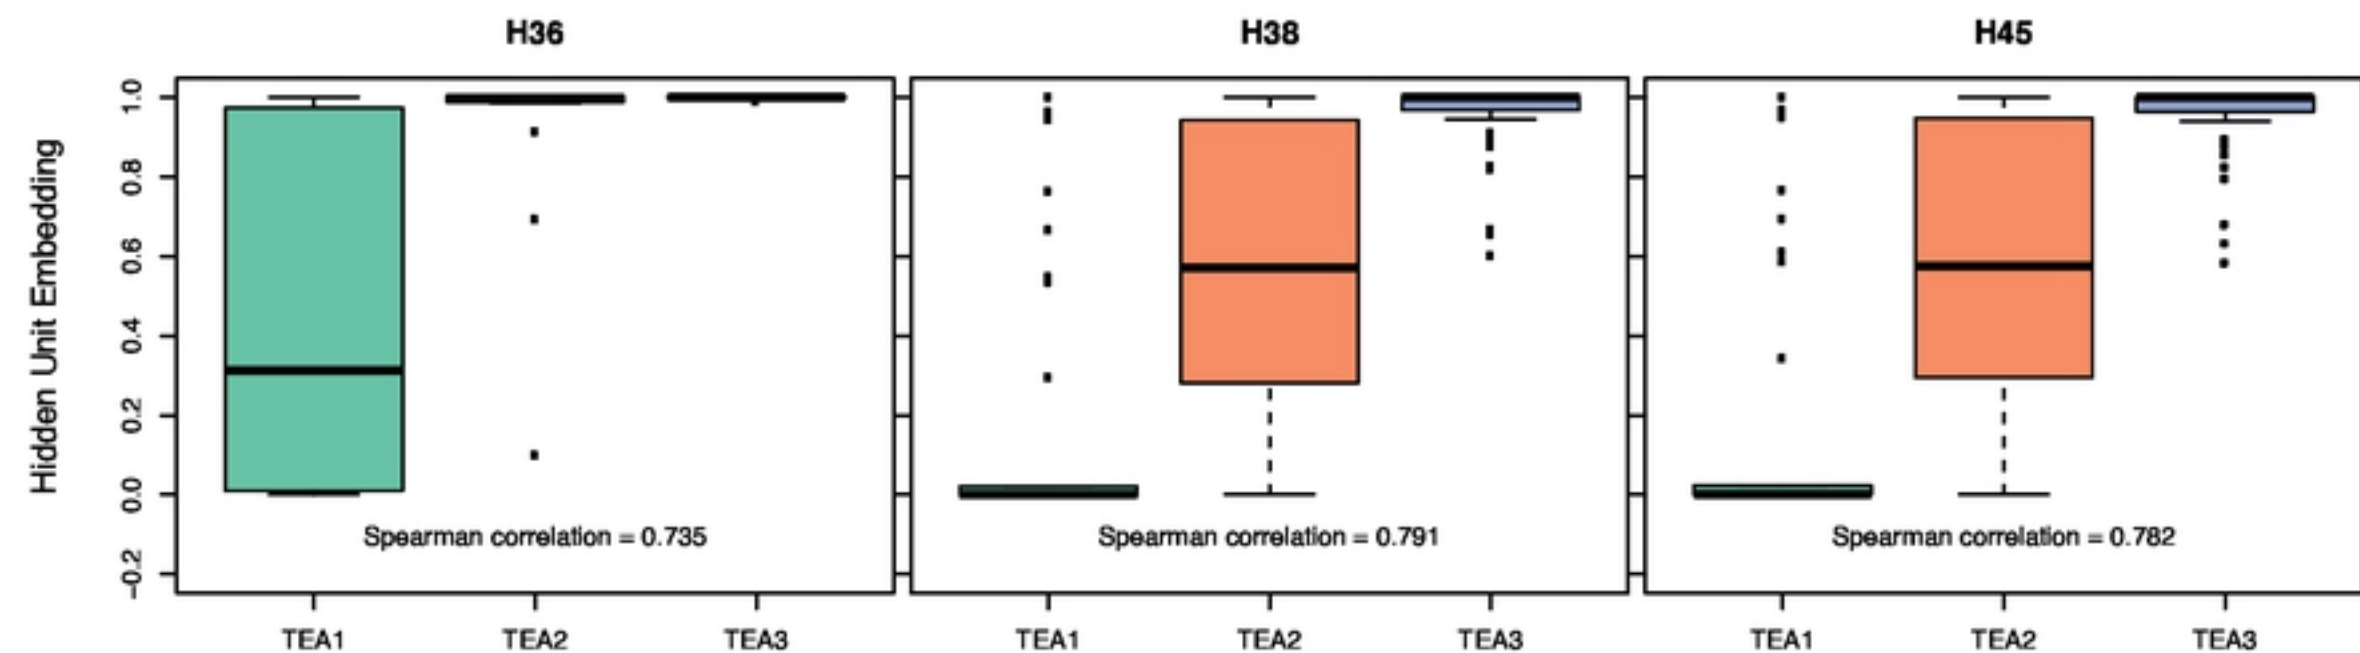 H36
H38
H45
Hidden Unit Embedding
1.0
0.8
0.6
0.4
0.2
0.0
−0.2
Spearman correlation = 0.735
Spearman correlation = 0.791
Spearman correlation = 0.782
TEA1 TEA2 TEA3
TEA1 TEA2 TEA3
TEA1 TEA2 TEA3